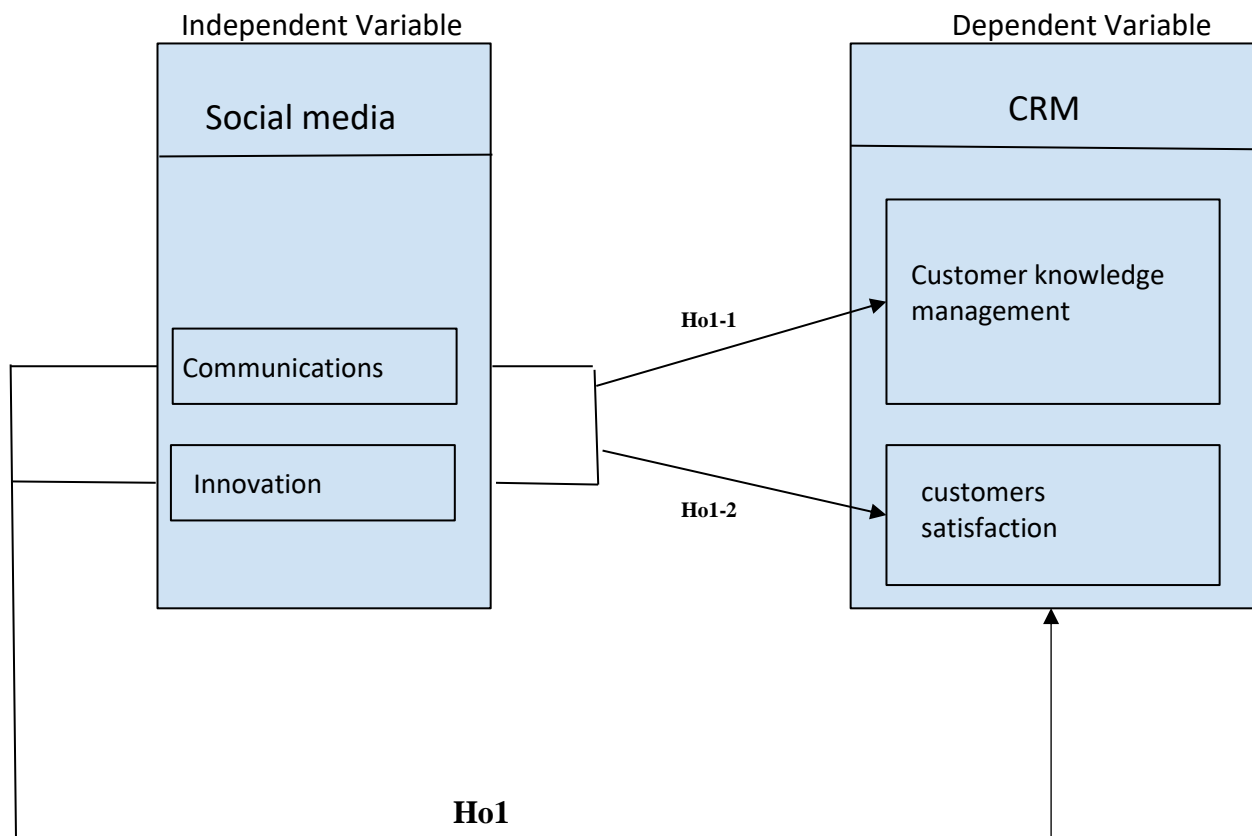 Independent Variable
Dependent Variable
Social media
CRM
Customer knowledge
management
Ho1-1
Communications
Innovation
Ho1-2
customers
satisfaction
Ho1